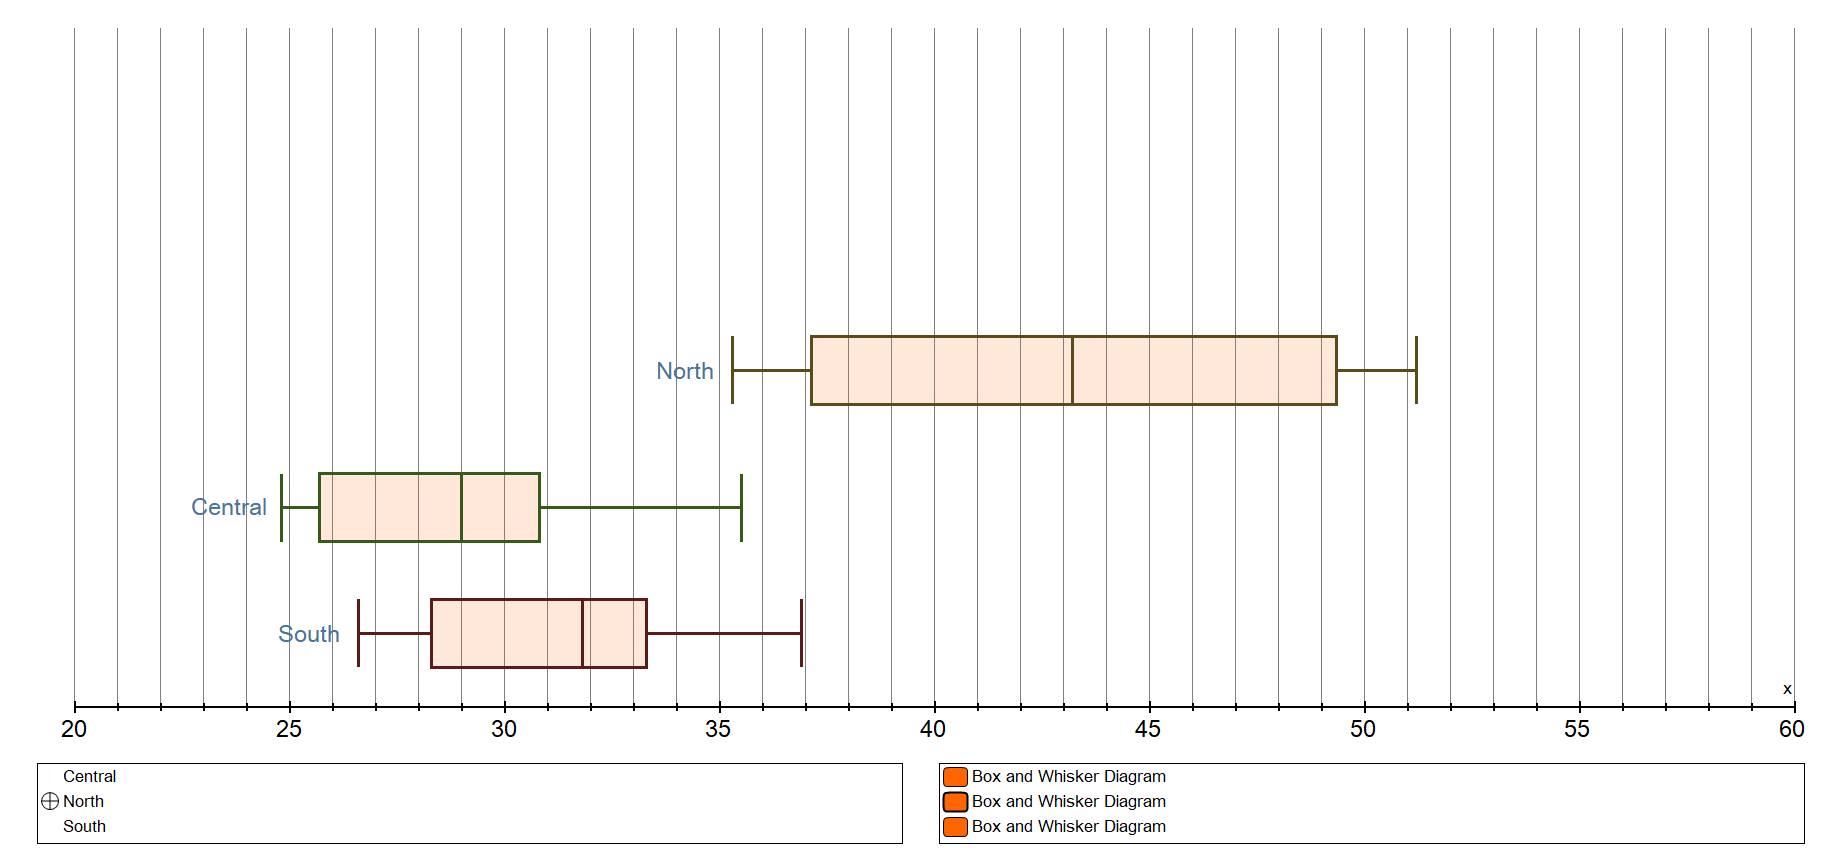 North
Central
South
x
20 25 30 35 40 45 50 55 60
Central
North
South
Box and Whisker Diagram
Box and Whisker Diagram
Box and Whisker Diagram